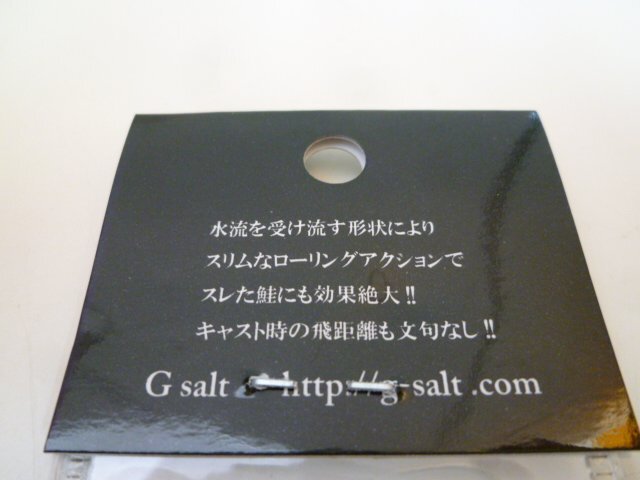 水流を受け流す形状により
スリムなローリングアクションで
スレた鮭にも効果絶大!!
キャスト時の飛距離も文句なし!!
G salt http://g-salt.com